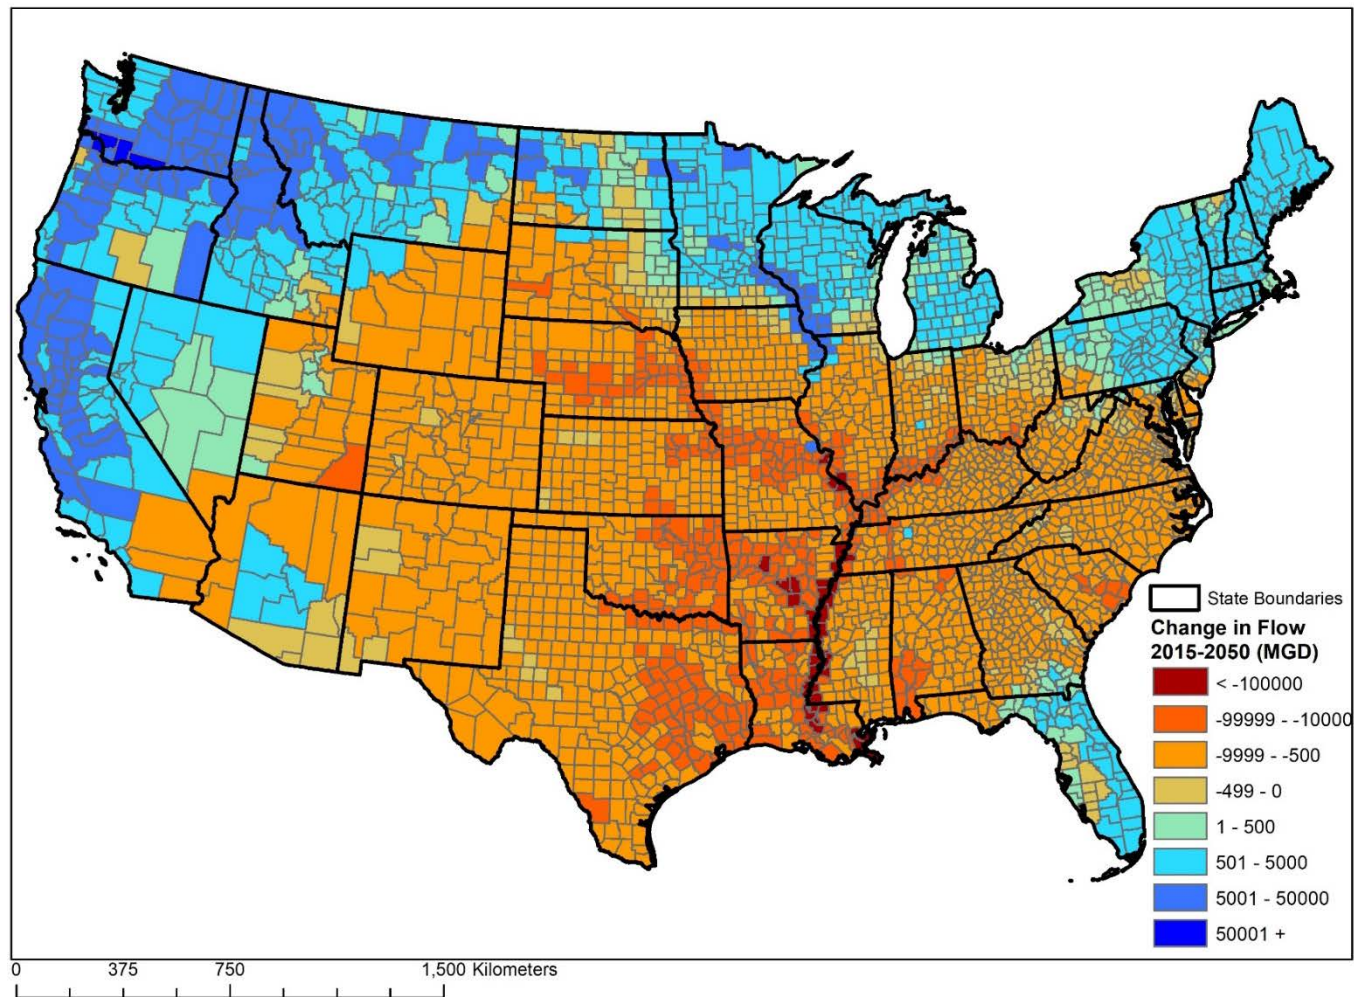 State Boundaries
Change in Flow
2015-2050 (MGD)
< -100000
-99999 - -10000
-9999 - -500
-499 - 0
1 - 500
501 - 5000
5001 - 50000
50001 +
0 375 750 1,500 Kilometers